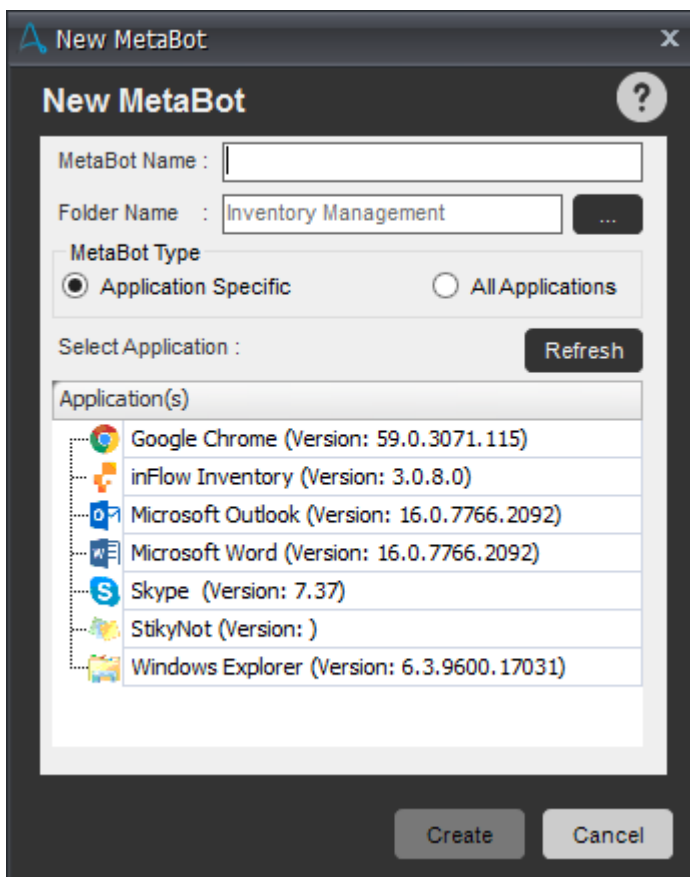 New MetaBot x
New MetaBot ?
MetaBot Name :
Folder Name : Inventory Management ...
MetaBot Type
Application Specific All Applications
Select Application : Refresh
Application(s)
Google Chrome (Version: 59.0.3071.115)
inFlow Inventory (Version: 3.0.8.0)
Microsoft Outlook (Version: 16.0.7766.2092)
Microsoft Word (Version: 16.0.7766.2092)
Skype (Version: 7.37)
StikyNot (Version: )
Windows Explorer (Version: 6.3.9600.17031)
Create Cancel